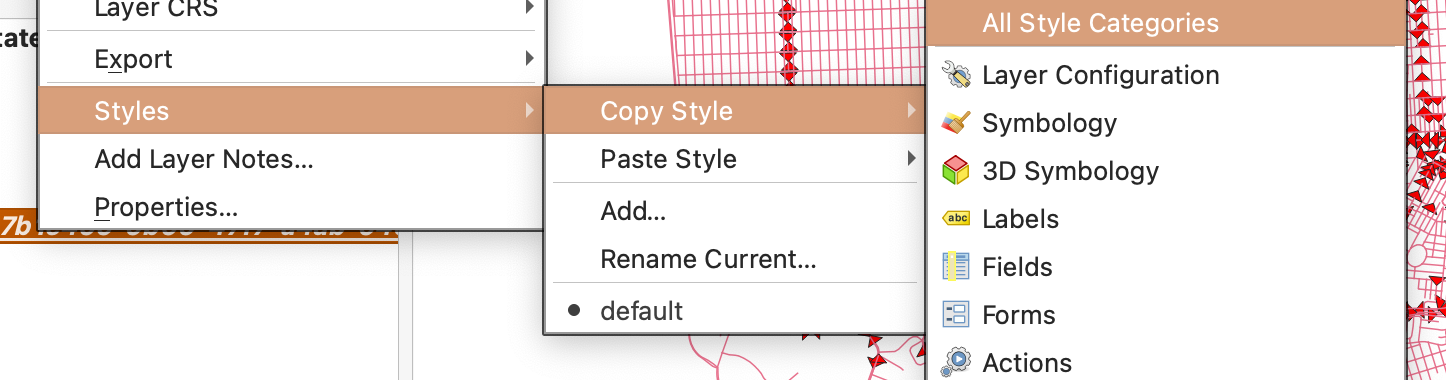 Layer CRS
Export
Styles
Add Layer Notes...
Properties...
Copy Style
Paste Style
Add...
Rename Current...
default
All Style Categories
Layer Configuration
Symbology
3D Symbology
Labels
abc
Fields
Forms
Actions